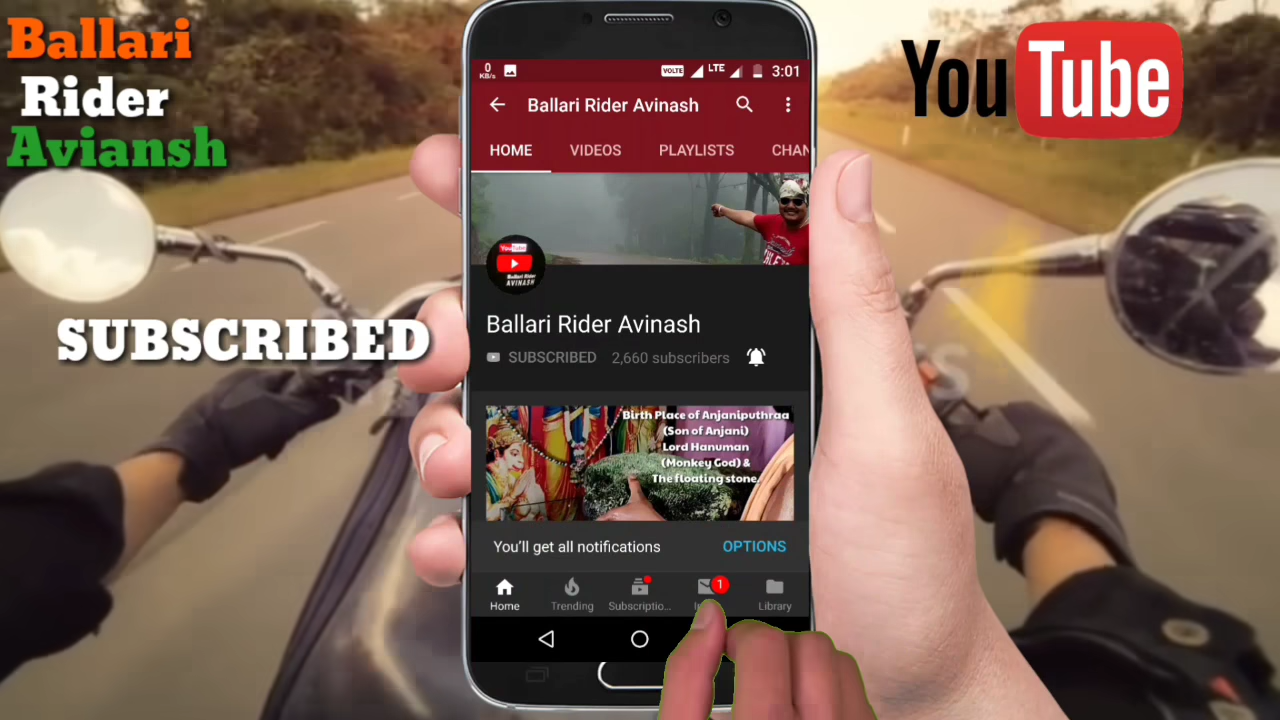 Ballari
Rider
Aviansh
SUBSCRIBED
YouTube
0
KB/s
VOLTE
LTE
3:01
Ballari Rider Avinash
HOME
VIDEOS
PLAYLISTS
CHAN
YouTube
Ballari Rider
AVINASH
Ballari Rider Avinash
SUBSCRIBED
2,660 subscribers
Birth Place of Anjaniputhraa
(Son of Anjani)
Lord Hanuman
(Monkey God) &
The floating stone.
You'll get all notifications
OPTIONS
1
Home
Trending
Subscriptio...
Library